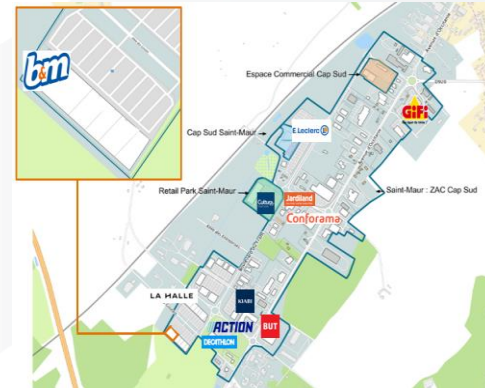 b&m
Espace Commercial Cap Sud
GiFi
E.Leclerc
Cap Sud Saint-Maur
Retail Park Saint-Maur
Cultura
Jardiland
Saint-Maur : ZAC Cap Sud
Conforama
LA HALLE
KIABI
ACTION
BUT
DECATHLON